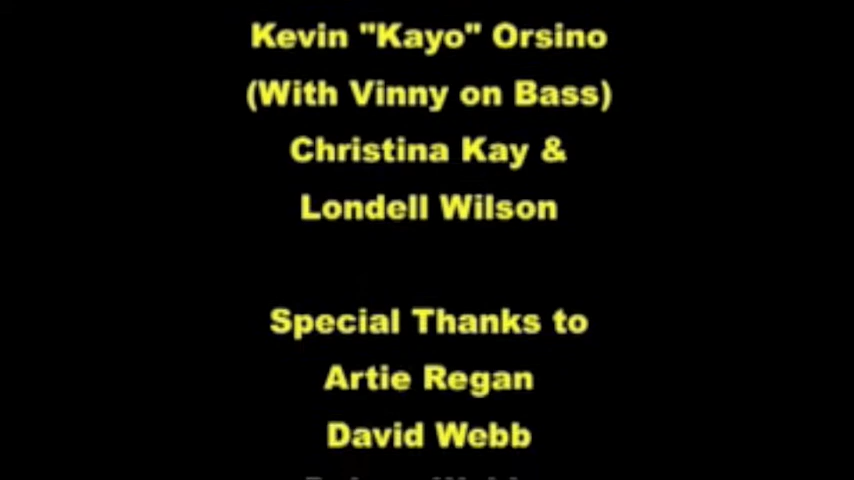 Kevin "Kayo" Orsino
(With Vinny on Bass)
Christina Kay &
Londell Wilson
Special Thanks to
Artie Regan
David Webb